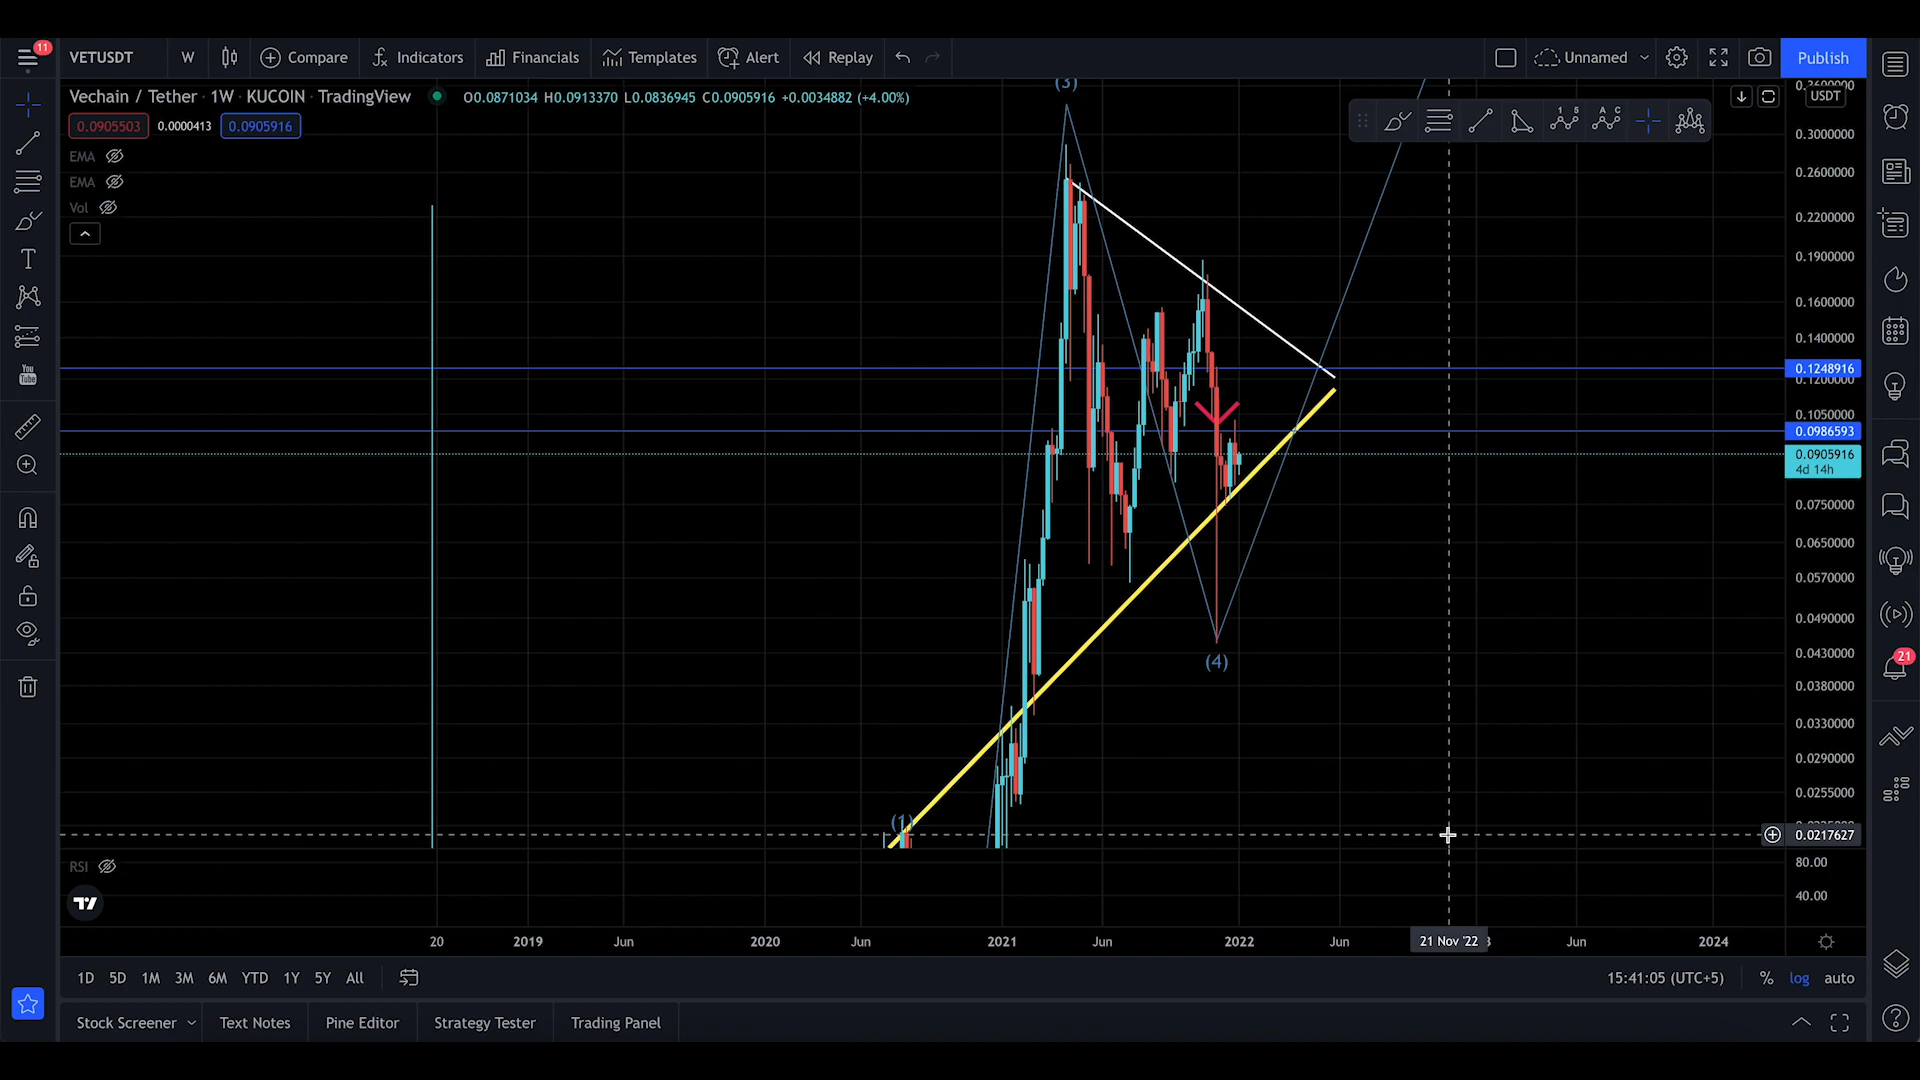 11
VETUSDT W Compare Indicators Financials Templates Alert Replay Unnamed Publish
Vechain / Tether · 1W · KUCOIN · TradingView O0.0871034 H0.0913370 L0.0836945 C0.0905916 +0.0034882 (+4.00%)
0.0905503 0.0000413 0.0905916
EMA
EMA
Vol
(3)
1 5
A C
USDT
0.3000000
0.2600000
0.2200000
0.1900000
0.1600000
0.1400000
0.1248916
0.1200000
0.1050000
0.0986593
0.0905916
4d 14h
0.0750000
0.0650000
0.0570000
0.0490000
0.0430000
(4)
0.0380000
0.0330000
0.0290000
0.0255000
(1)
0.0217627
RSI
80.00
40.00
20 2019 Jun 2020 Jun 2021 Jun 2022 Jun 21 Nov '22 Jun 2024
1D 5D 1M 3M 6M YTD 1Y 5Y All 15:41:05 (UTC+5) % log auto
Stock Screener Text Notes Pine Editor Strategy Tester Trading Panel
You
Tube
21